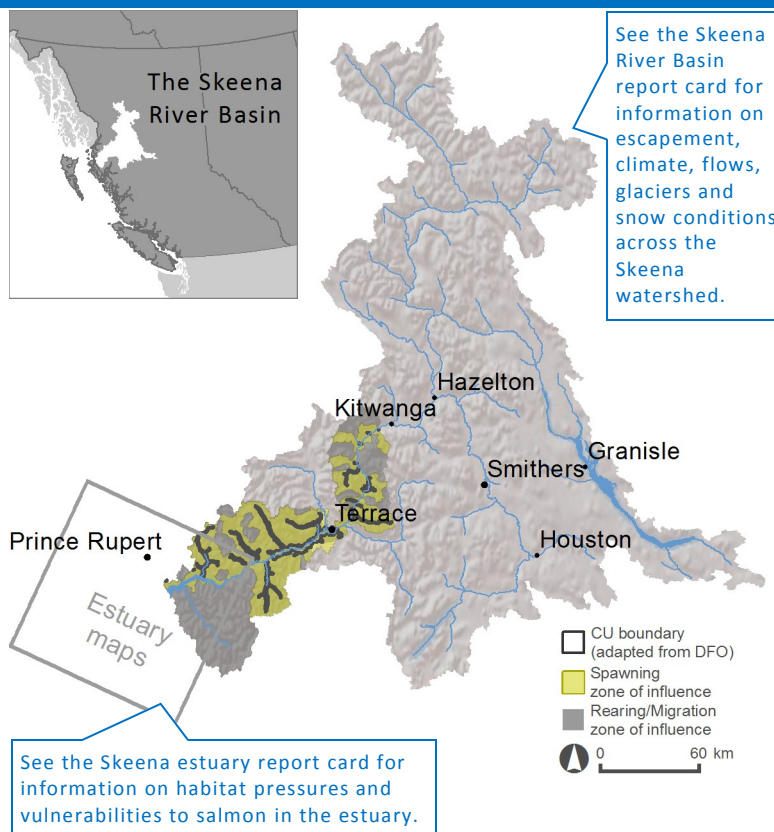 The Skeena
River Basin
See the Skeena
River Basin
report card for
information on
escapement,
climate, flows,
glaciers and
snow conditions
across the
Skeena
watershed.
Hazelton
Kitwanga
Granisle
Smithers
Terrace
Prince Rupert
Houston
Estuary
maps
CU boundary
(adapted from DFO)
Spawning
zone of influence
Rearing/Migration
zone of influence
0 60 km
See the Skeena estuary report card for
information on habitat pressures and
vulnerabilities to salmon in the estuary.